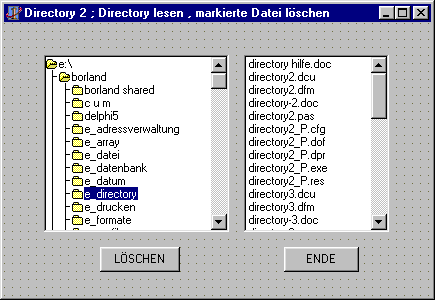 Directory 2 ; Directory lesen , markierte Datei löschen
e:\
borland
borland shared
c u m
delphi5
e_adressverwaltung
e_array
e_datei
e_datenbank
e_datum
e_directory
e_drucken
e_formate
directory hilfe.doc
directory2.dcu
directory2.dfm
directory-2.doc
directory2.pas
directory2_P.cfg
directory2_P.dof
directory2_P.dpr
directory2_P.exe
directory2_P.res
directory3.dcu
directory3.dfm
directory-3.doc
LÖSCHEN
ENDE